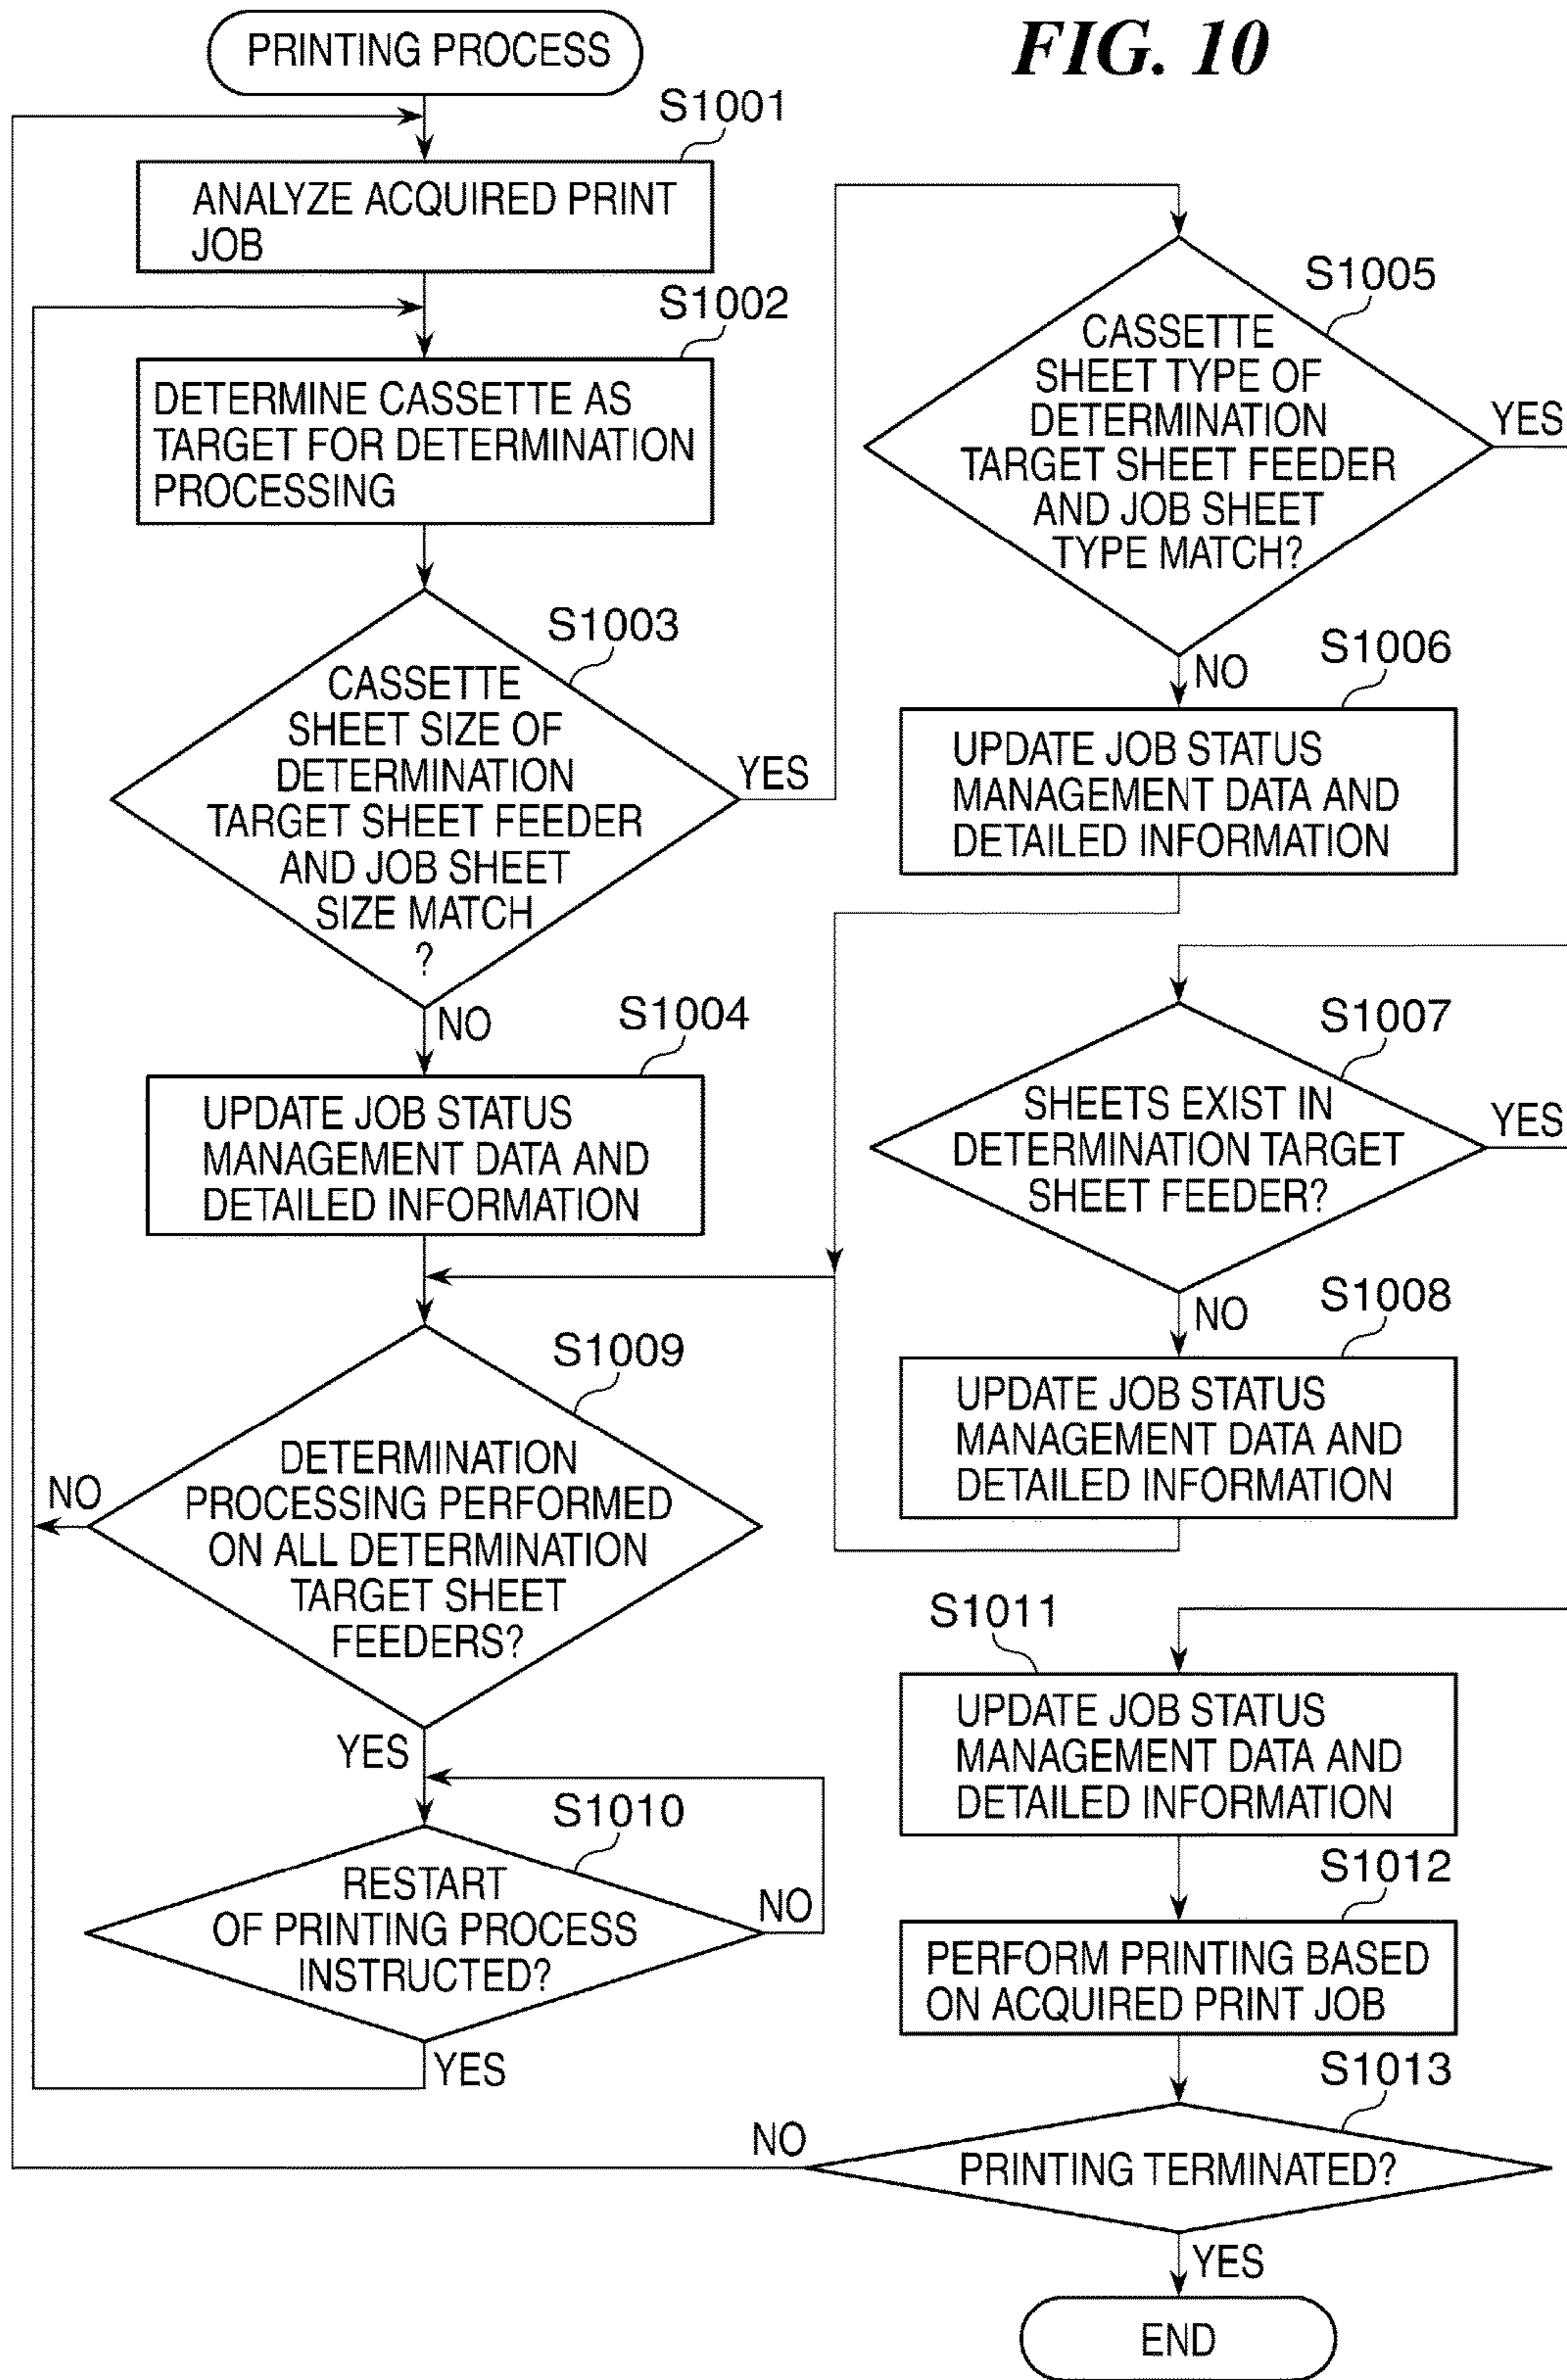 FIG. 10
PRINTING PROCESS
S1001
ANALYZE ACQUIRED PRINT
JOB
S1002
DETERMINE CASSETTE AS
TARGET FOR DETERMINATION
PROCESSING
S1003
CASSETTE
SHEET SIZE OF
DETERMINATION
TARGET SHEET FEEDER
AND JOB SHEET
SIZE MATCH
?
YES
NO
S1004
UPDATE JOB STATUS
MANAGEMENT DATA AND
DETAILED INFORMATION
S1009
DETERMINATION
PROCESSING PERFORMED
ON ALL DETERMINATION
TARGET SHEET
FEEDERS?
NO
YES
S1010
RESTART
OF PRINTING PROCESS
INSTRUCTED?
NO
YES
S1005
CASSETTE
SHEET TYPE OF
DETERMINATION
TARGET SHEET FEEDER
AND JOB SHEET
TYPE MATCH?
YES
NO
S1006
UPDATE JOB STATUS
MANAGEMENT DATA AND
DETAILED INFORMATION
S1007
SHEETS EXIST IN
DETERMINATION TARGET
SHEET FEEDER?
YES
NO
S1008
UPDATE JOB STATUS
MANAGEMENT DATA AND
DETAILED INFORMATION
S1011
UPDATE JOB STATUS
MANAGEMENT DATA AND
DETAILED INFORMATION
S1012
PERFORM PRINTING BASED
ON ACQUIRED PRINT JOB
S1013
PRINTING TERMINATED?
NO
YES
END